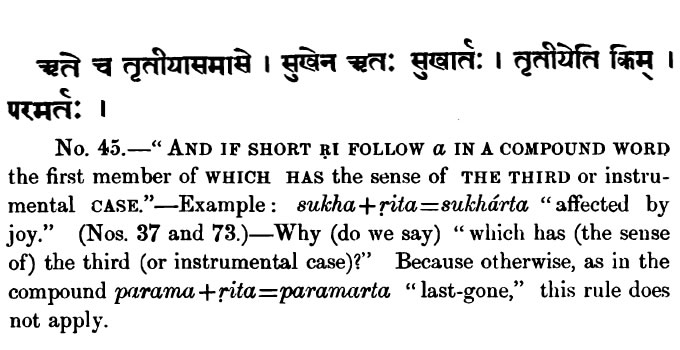 ऋते च तृतीयासमासे । सुखेन ऋतः सुखार्तः । तृतीयेति किम् ।
परमर्तः ।
No. 45.—“ AND IF SHORT ṚI FOLLOW a IN A COMPOUND WORD
the first member of WHICH HAS the sense of THE THIRD or instru-
mental CASE.”—Example : sukha+ṛita=sukhárta “affected by
joy.” (Nos. 37 and 73.)—Why (do we say) “which has (the sense
of) the third (or instrumental case)?” Because otherwise, as in the
compound parama+ṛita=paramarta “last-gone,” this rule does
not apply.